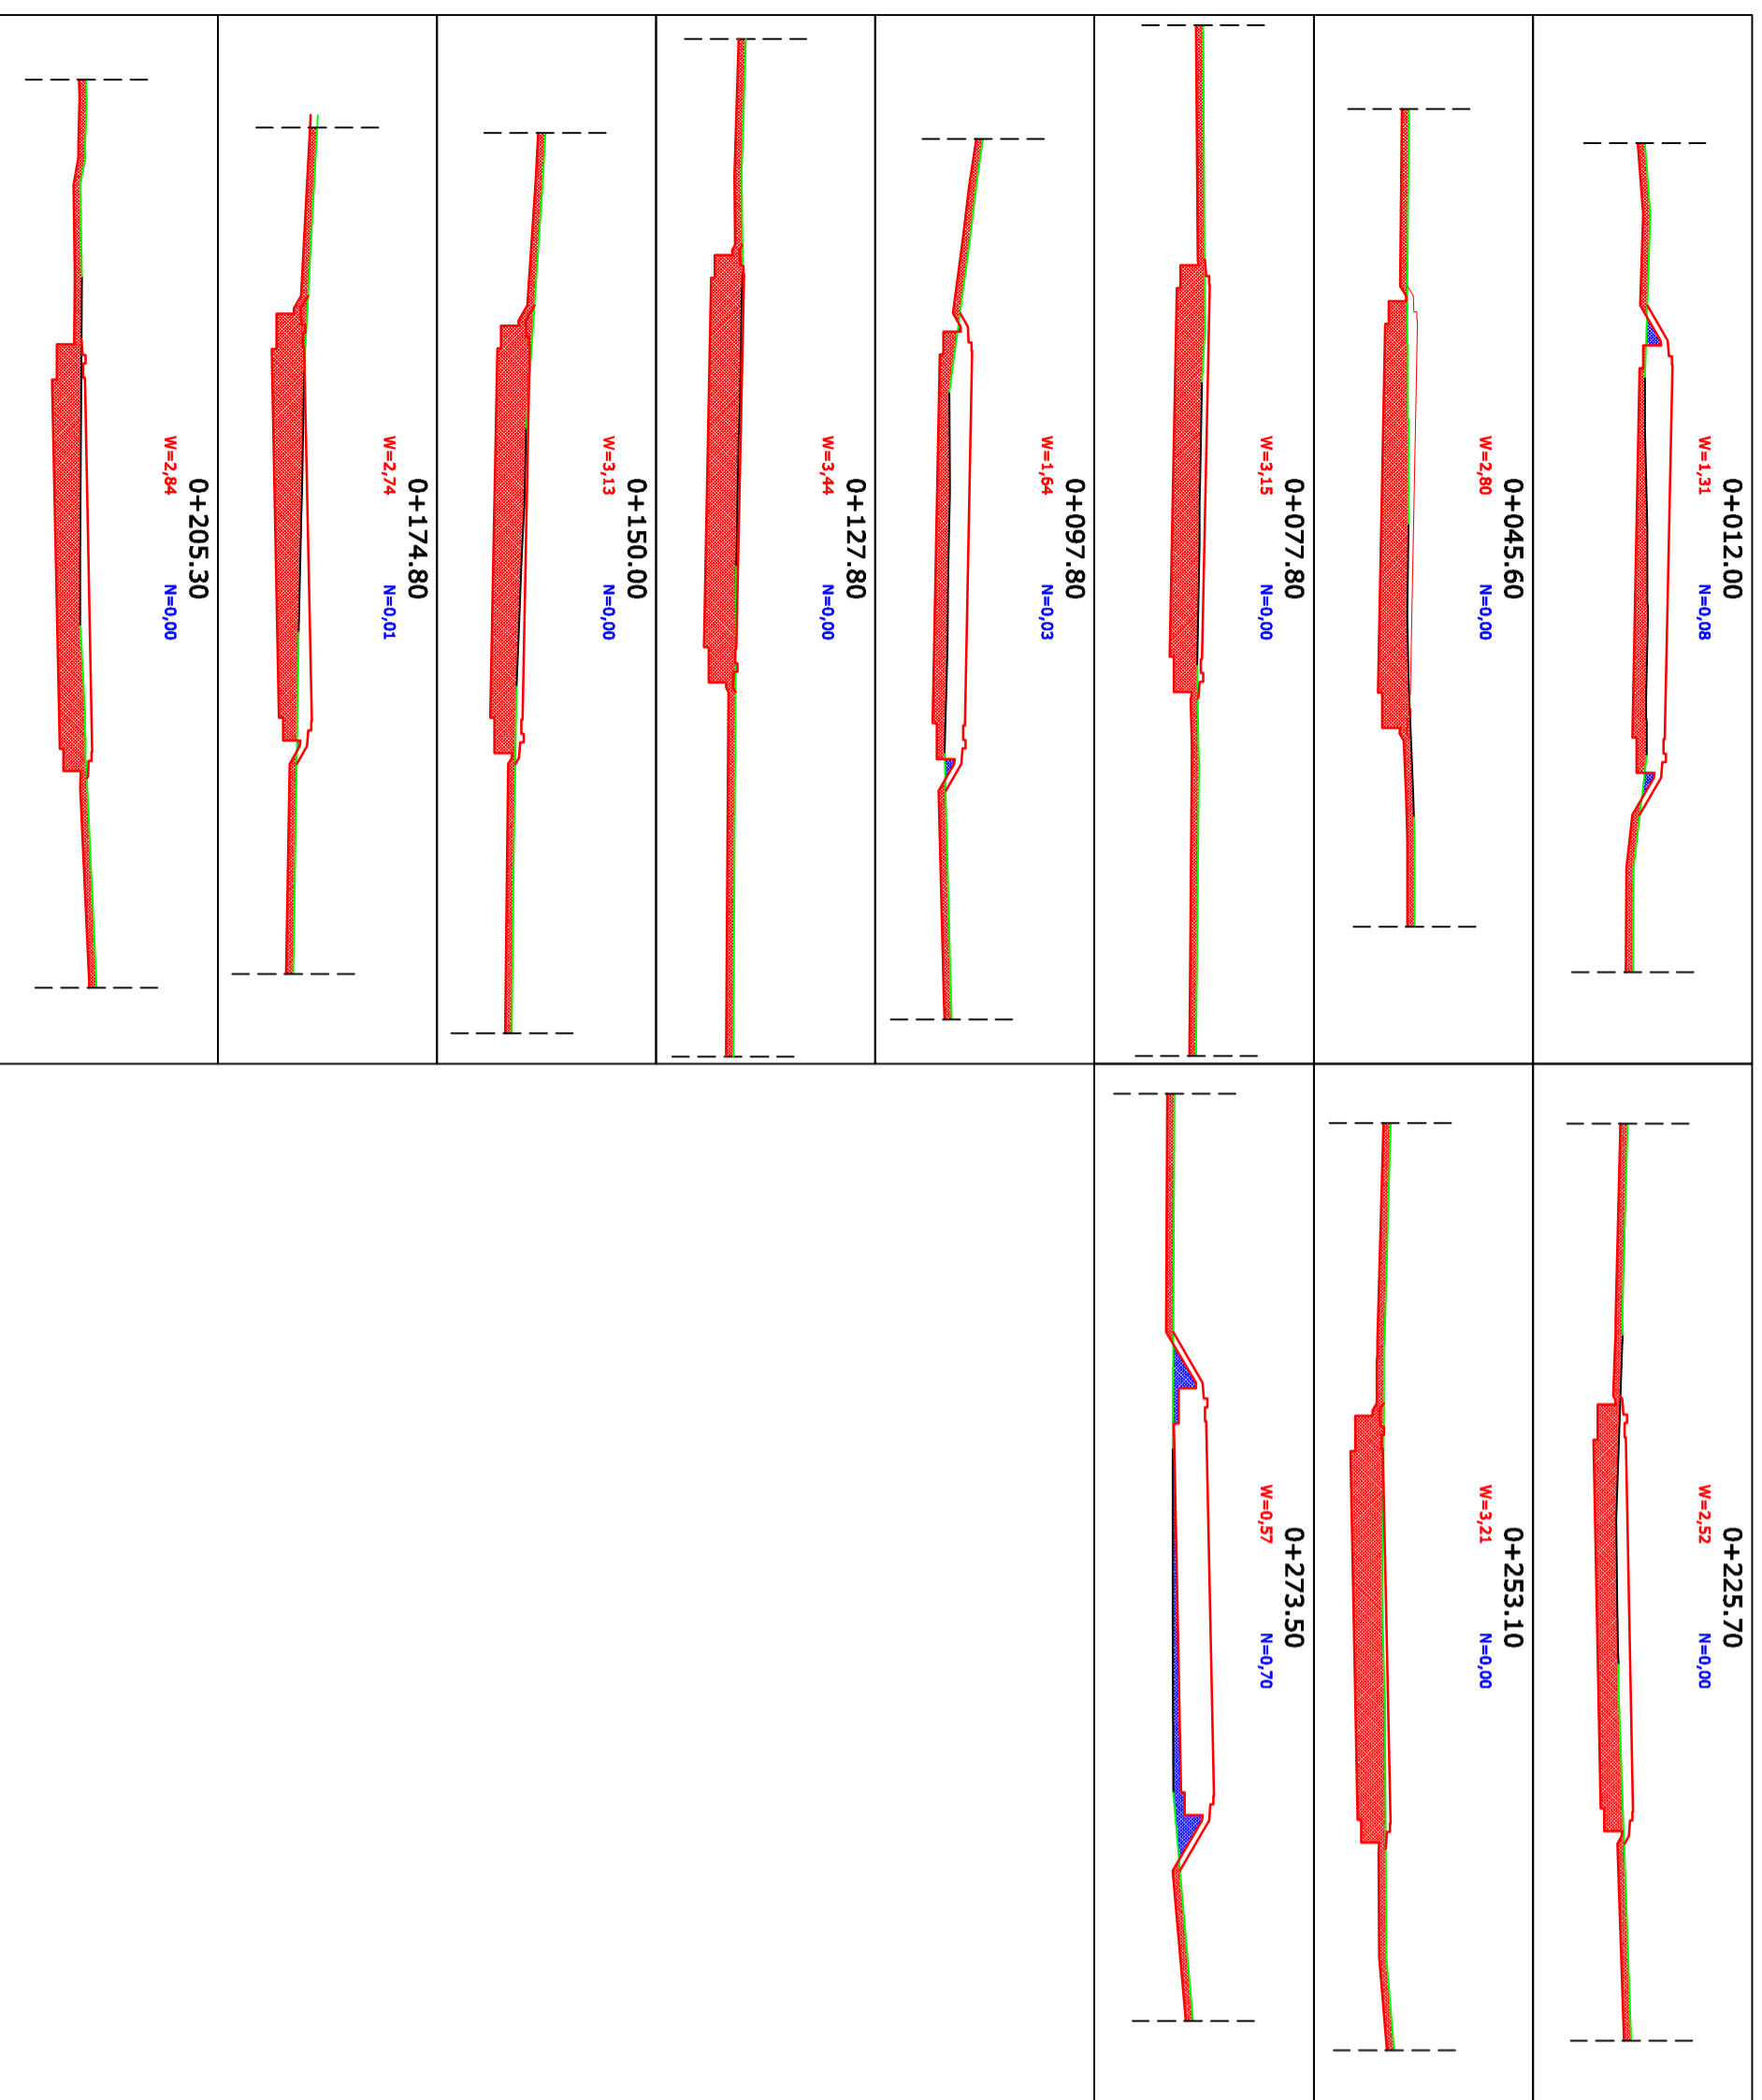 0+012.00
W=1,31 N=0,08
0+045.60
W=2,80 N=0,00
0+077.80
W=3,15 N=0,00
0+097.80
W=1,64 N=0,03
0+127.80
W=3,44 N=0,00
0+150.00
W=3,13 N=0,00
0+174.80
W=2,74 N=0,01
0+205.30
W=2,84 N=0,00
0+225.70
W=2,52 N=0,00
0+253.10
W=3,21 N=0,00
0+273.50
W=0,57 N=0,70